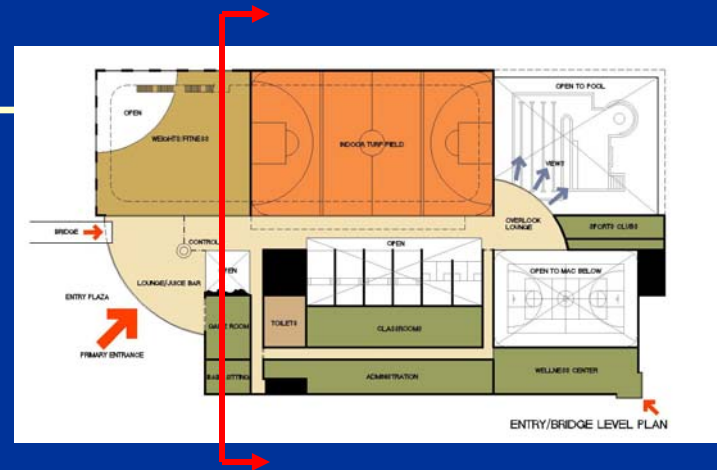 OPEN TO POOL
OPEN
WEIGHTS/FITNESS
INDOOR TURF FIELD
VIEWS
OVERLOOK
LOUNGE
SPORTS CLUBS
BRIDGE
CONTROL
OPEN
OPEN
OPEN TO MAC BELOW
LOUNGE/JUICE BAR
ENTRY PLAZA
GAME ROOM
TOILETS
CLASSROOMS
PRIMARY ENTRANCE
BABYSITTING
ADMINISTRATION
WELLNESS CENTER
ENTRY/BRIDGE LEVEL PLAN